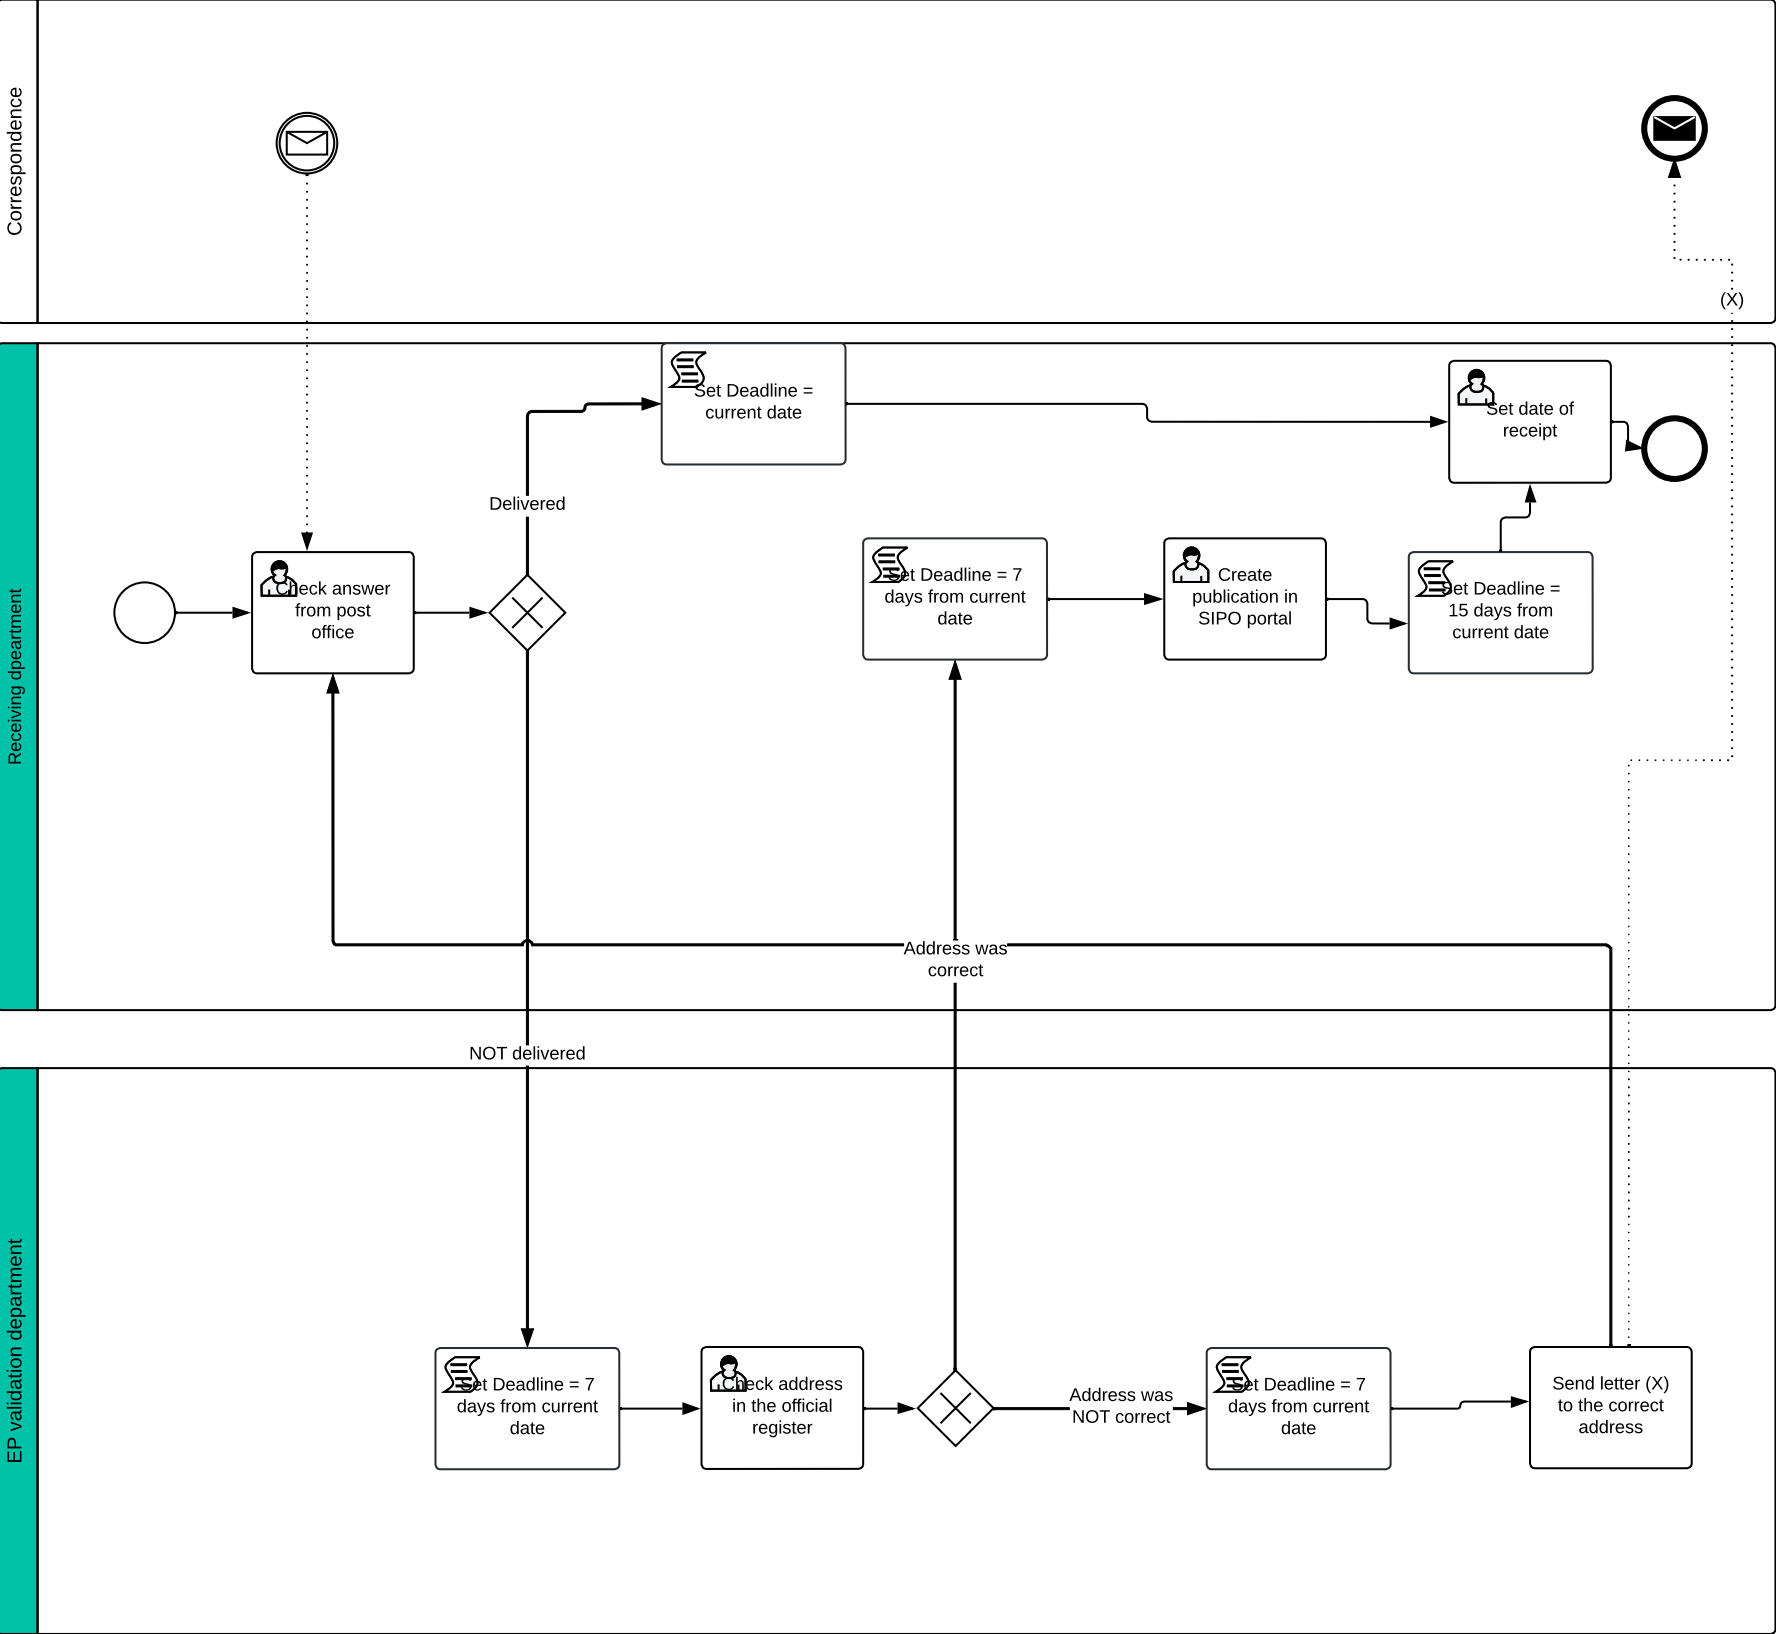 Correspondence
(X)
Receiving dpeartment
Set Deadline =
current date
Set date of
receipt
Delivered
Check answer
from post
office
Set Deadline = 7
days from current
date
Create
publication in
SIPO portal
Set Deadline =
15 days from
current date
Address was
correct
NOT delivered
EP validation department
Set Deadline = 7
days from current
date
Check address
in the official
register
Address was
NOT correct
Set Deadline = 7
days from current
date
Send letter (X)
to the correct
address